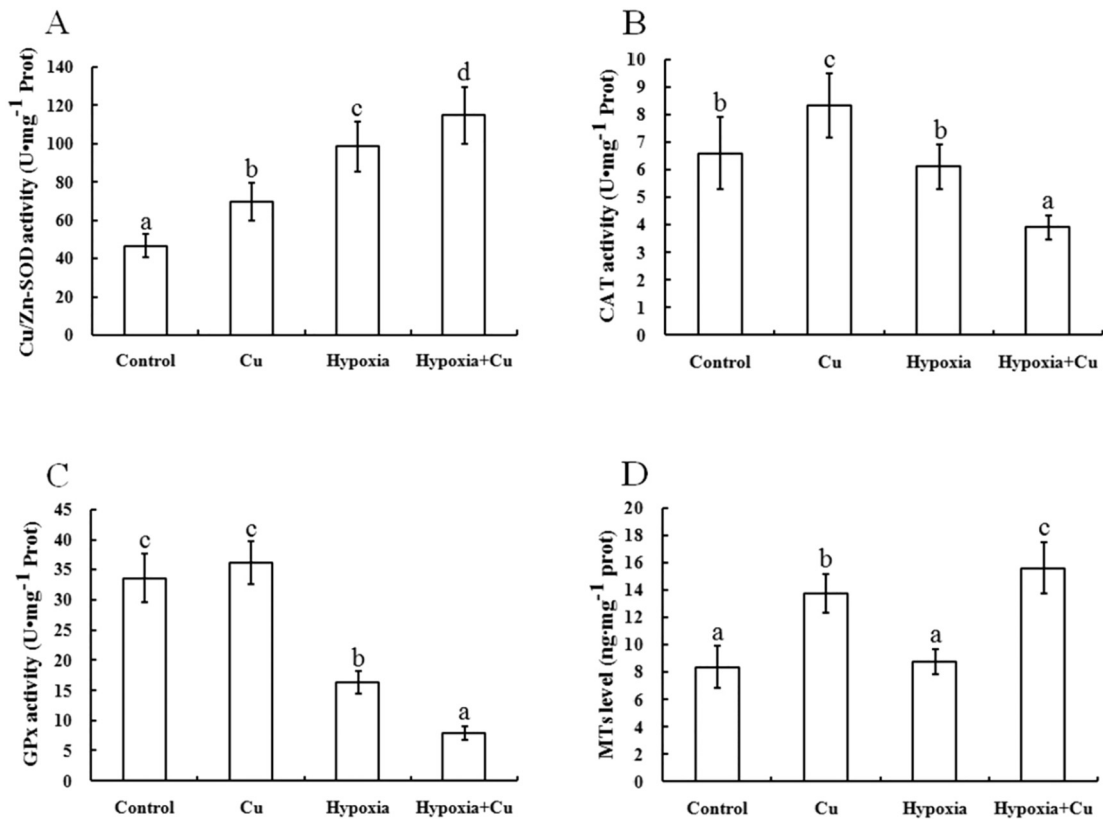 A
Cu/Zn-SOD activity (U•mg⁻¹ Prot)
140
120
100
80
60
40
20
0
a
b
c
d
Control Cu Hypoxia Hypoxia+Cu
B
CAT activity (U•mg⁻¹ Prot)
10
9
8
7
6
5
4
3
2
1
0
b
c
b
a
Control Cu Hypoxia Hypoxia+Cu
C
GPx activity (U•mg⁻¹ Prot)
45
40
35
30
25
20
15
10
5
0
c
c
b
a
Control Cu Hypoxia Hypoxia+Cu
D
MTs level (ng·mg⁻¹ prot)
20
18
16
14
12
10
8
6
4
2
0
a
b
a
c
Control Cu Hypoxia Hypoxia+Cu